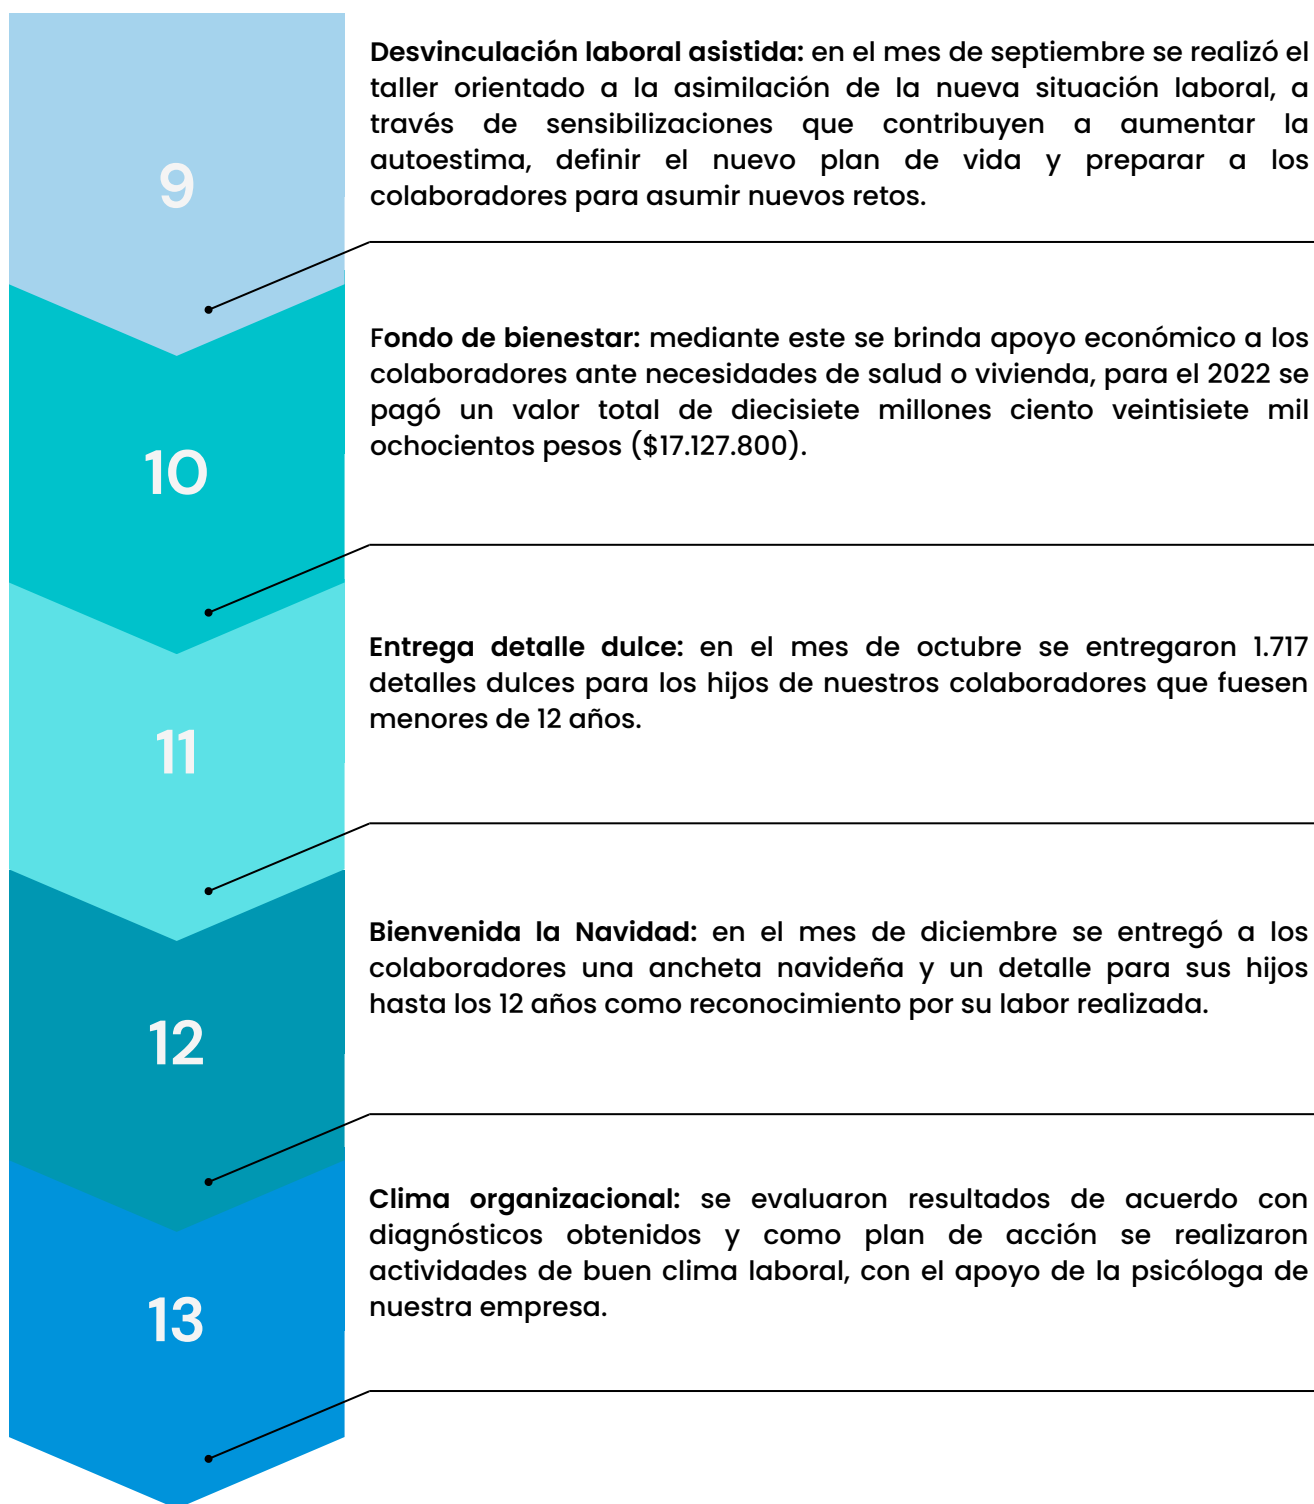 9
Desvinculación laboral asistida: en el mes de septiembre se realizó el
taller orientado a la asimilación de la nueva situación laboral, a
través de sensibilizaciones que contribuyen a aumentar la
autoestima, definir el nuevo plan de vida y preparar a los
colaboradores para asumir nuevos retos.
10
Fondo de bienestar: mediante este se brinda apoyo económico a los
colaboradores ante necesidades de salud o vivienda, para el 2022 se
pagó un valor total de diecisiete millones ciento veintisiete mil
ochocientos pesos ($17.127.800).
11
Entrega detalle dulce: en el mes de octubre se entregaron 1.717
detalles dulces para los hijos de nuestros colaboradores que fuesen
menores de 12 años.
12
Bienvenida la Navidad: en el mes de diciembre se entregó a los
colaboradores una ancheta navideña y un detalle para sus hijos
hasta los 12 años como reconocimiento por su labor realizada.
13
Clima organizacional: se evaluaron resultados de acuerdo con
diagnósticos obtenidos y como plan de acción se realizaron
actividades de buen clima laboral, con el apoyo de la psicóloga de
nuestra empresa.